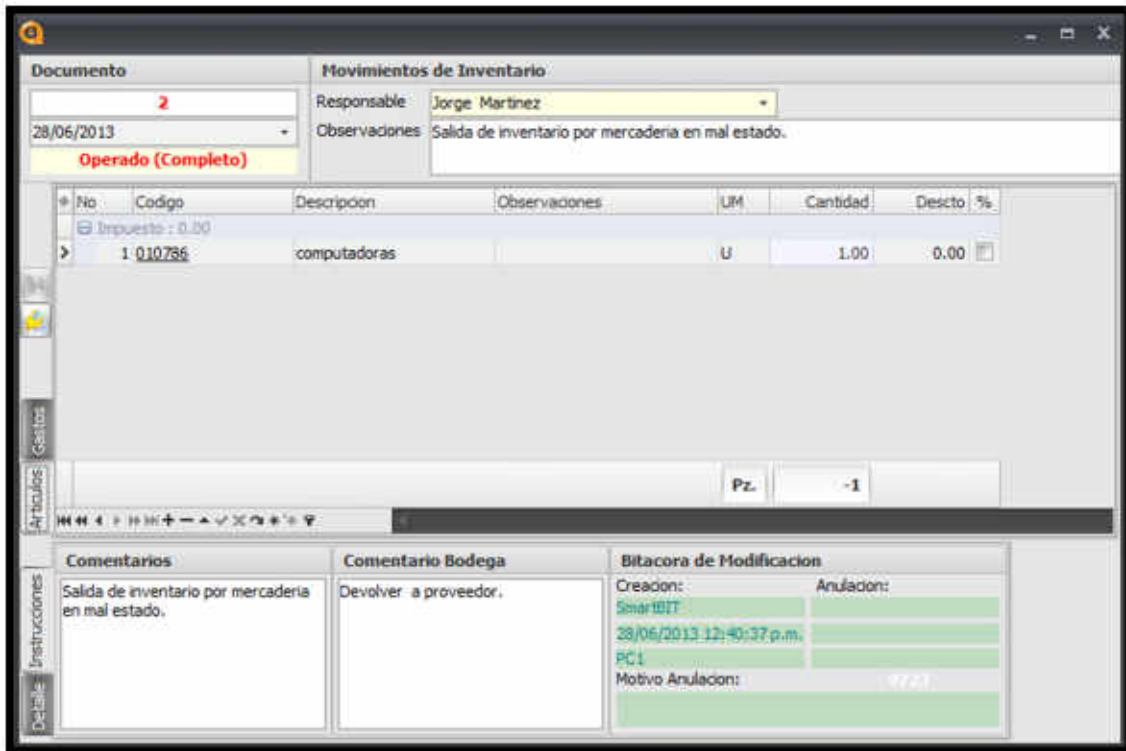 Documento
Movimientos de Inventario
2
Responsable Jorge Martinez
28/06/2013
Observaciones Salida de inventario por mercaderia en mal estado.
Operado (Completo)
No Codigo Descripcion Observaciones UM Cantidad Descto %
Impuesto : 0.00
1 010786 computadoras U 1.00 0.00
Gastos
Articulos
Pz. -1
Instrucciones
Detalle
Comentarios
Salida de inventario por mercaderia
en mal estado.
Comentario Bodega
Devolver a proveedor.
Bitacora de Modificacion
Creacion: Anulacion:
SmartBIT
28/06/2013 12:40:37 p.m.
PC1
Motivo Anulacion: